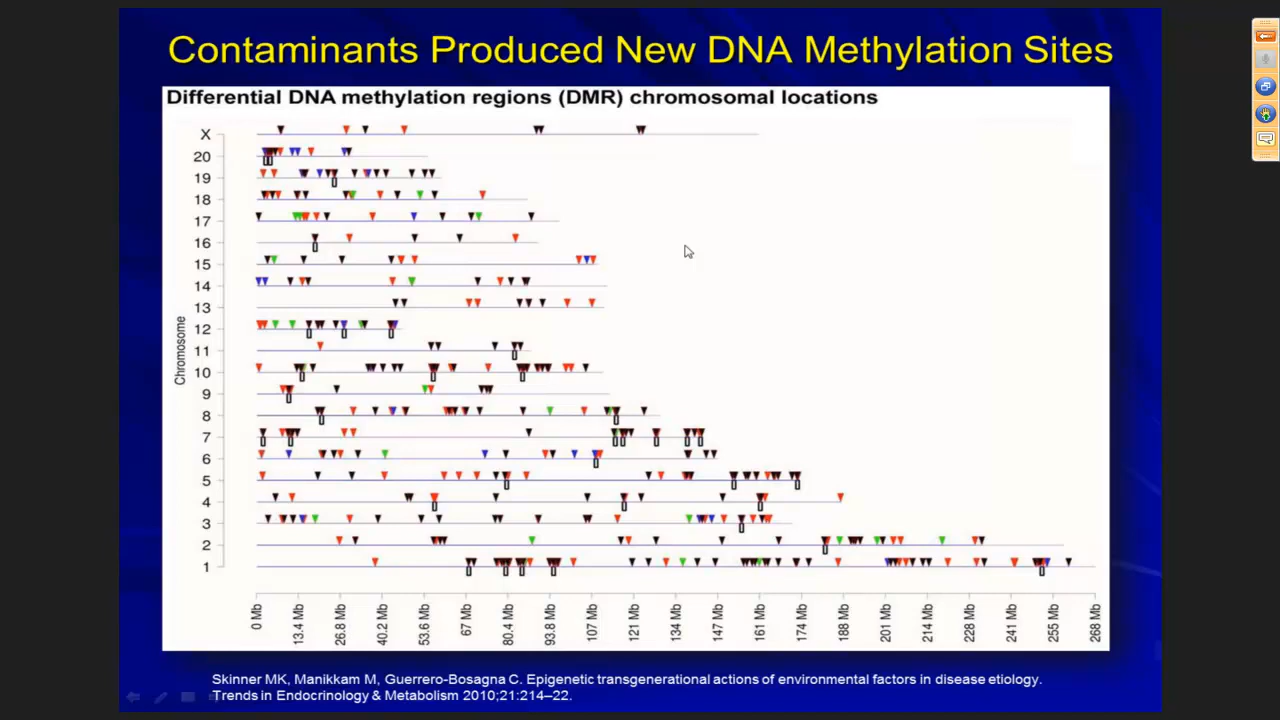 Contaminants Produced New DNA Methylation Sites
Differential DNA methylation regions (DMR) chromosomal locations
Chromosome
X
20
19
18
17
16
15
14
13
12
11
10
9
8
7
6
5
4
3
2
1
0 Mb
13.4 Mb
26.8 Mb
40.2 Mb
53.6 Mb
67 Mb
80.4 Mb
93.8 Mb
107 Mb
121 Mb
134 Mb
147 Mb
161 Mb
174 Mb
188 Mb
201 Mb
214 Mb
228 Mb
241 Mb
255 Mb
268 Mb
Skinner MK, Manikkam M, Guerrero-Bosagna C. Epigenetic transgenerational actions of environmental factors in disease etiology.
Trends in Endocrinology & Metabolism 2010;21:214–22.